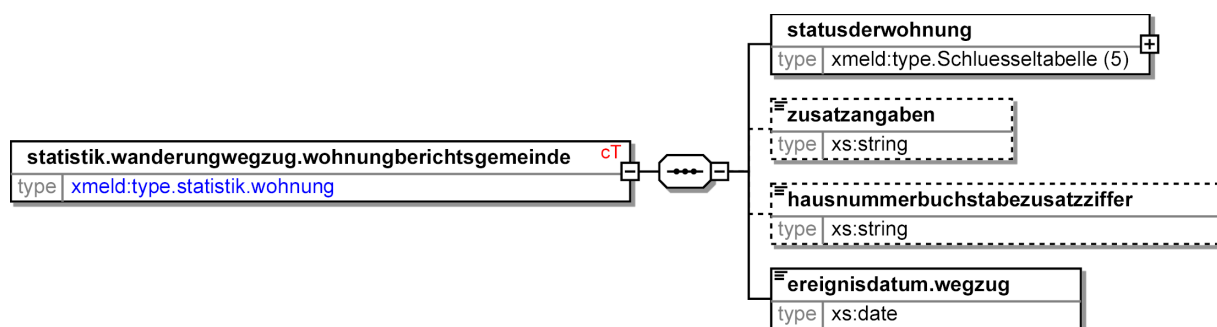 statusderwohnung
type xmeld:type.Schluesseltabelle (5)
zusatzangaben
type xs:string
statistik.wanderungwegzug.wohnungberichtsgemeinde cT
type xmeld:type.statistik.wohnung
hausnummerbuchstabezusatzziffer
type xs:string
ereignisdatum.wegzug
type xs:date